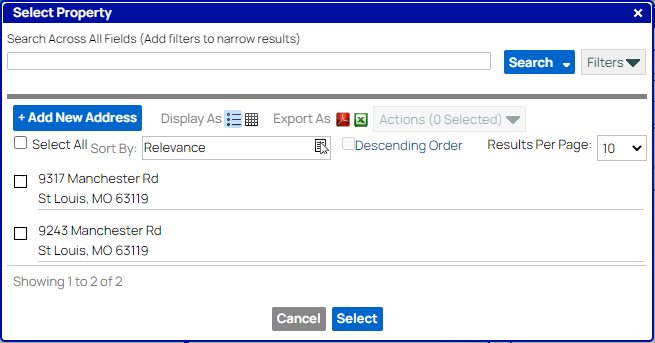 Select Property
Search Across All Fields (Add filters to narrow results)
Search Filters
+ Add New Address Display As Export As Actions (0 Selected)
Select All Sort By: Relevance Descending Order Results Per Page: 10
9317 Manchester Rd
St Louis, MO 63119
9243 Manchester Rd
St Louis, MO 63119
Showing 1 to 2 of 2
Cancel Select